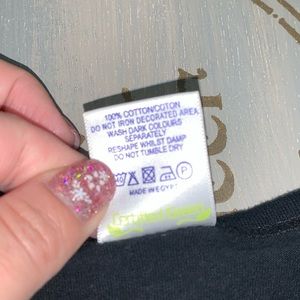 100% COTTON/COTON
DO NOT IRON DECORATED AREA
WASH DARK COLOURS
SEPARATELY
RESHAPE WHILST DAMP
DO NOT TUMBLE DRY
MADE IN EGYPT